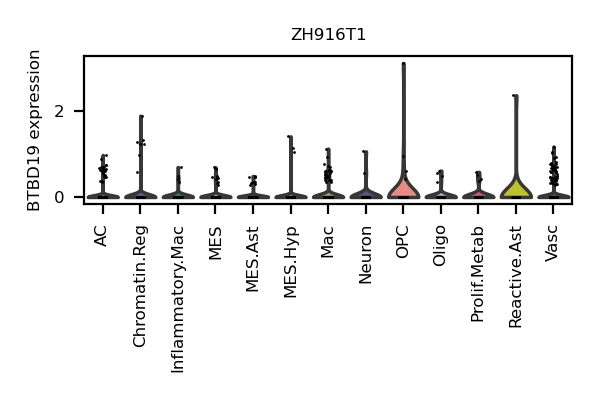 ZH916T1
BTBD19 expression
2
0
AC
Chromatin.Reg
Inflammatory.Mac
MES
MES.Ast
MES.Hyp
Mac
Neuron
OPC
Oligo
Prolif.Metab
Reactive.Ast
Vasc